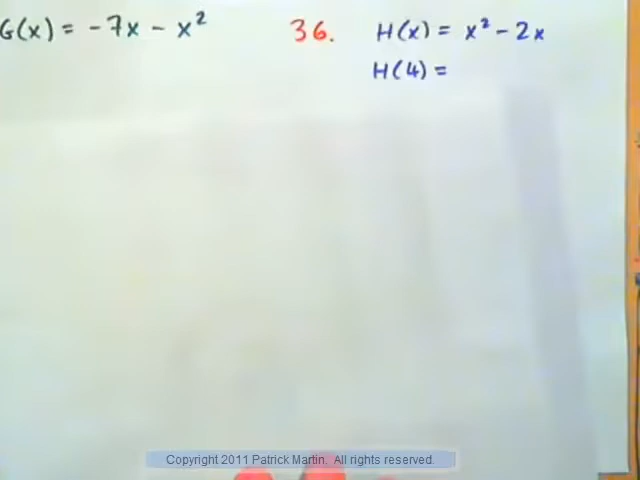 G(x) = -7x - x²
36. H(x) = x² - 2x
H(4) =
Copyright 2011 Patrick Martin. All rights reserved.